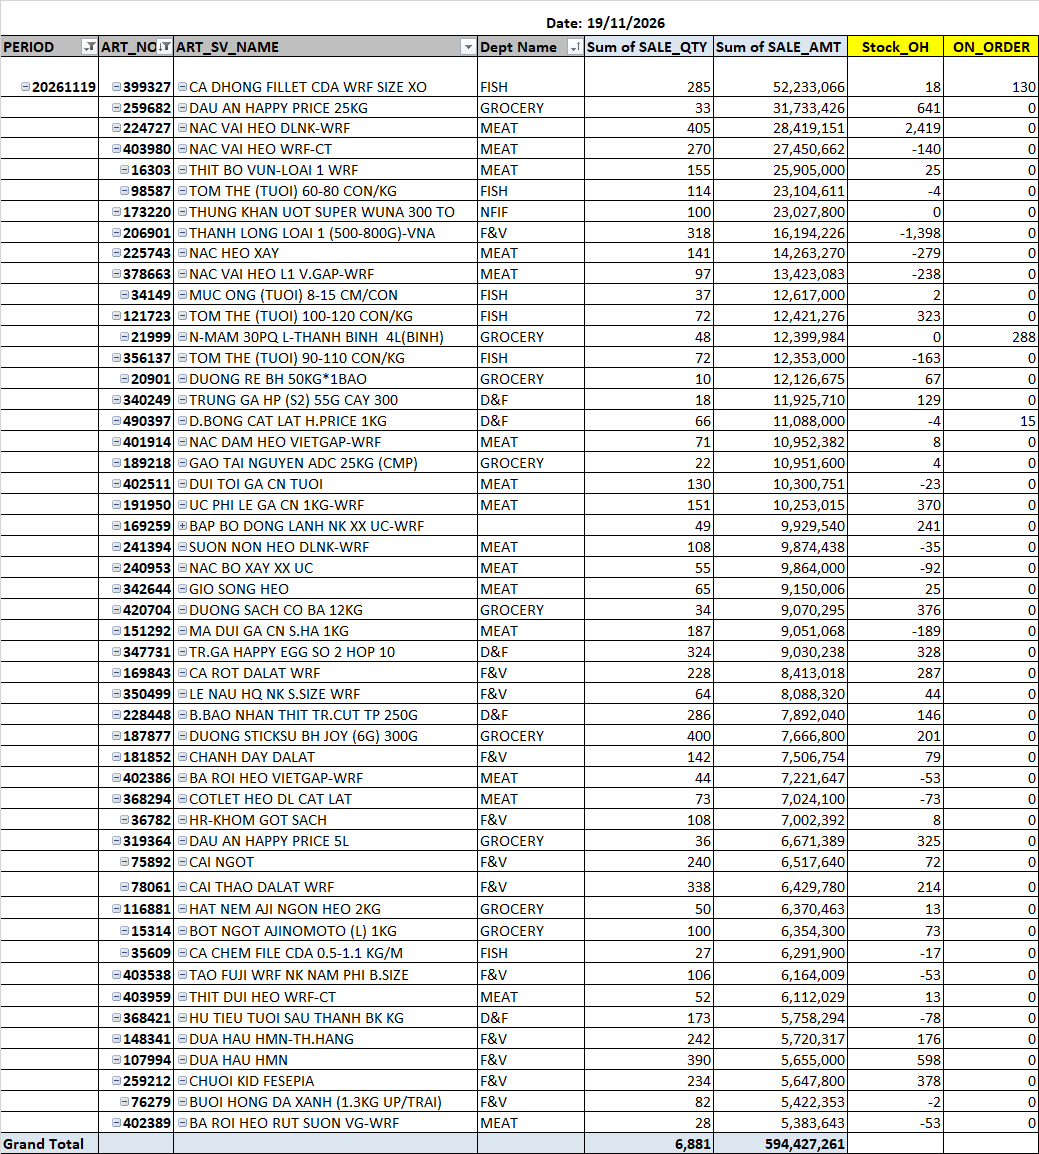 Date: 19/11/2026
PERIOD ART_NO ART_SV_NAME Dept Name Sum of SALE_QTY Sum of SALE_AMT Stock_OH ON_ORDER
20261119 399327 CA DHONG FILLET CDA WRF SIZE XO FISH 285 52,233,066 18 130
259682 DAU AN HAPPY PRICE 25KG GROCERY 33 31,733,426 641 0
224727 NAC VAI HEO DLNK-WRF MEAT 405 28,419,151 2,419 0
403980 NAC VAI HEO WRF-CT MEAT 270 27,450,662 -140 0
16303 THIT BO VUN-LOAI 1 WRF MEAT 155 25,905,000 25 0
98587 TOM THE (TUOI) 60-80 CON/KG FISH 114 23,104,611 -4 0
173220 THUNG KHAN UOT SUPER WUNA 300 TO NFIF 100 23,027,800 0 0
206901 THANH LONG LOAI 1 (500-800G)-VNA F&V 318 16,194,226 -1,398 0
225743 NAC HEO XAY MEAT 141 14,263,270 -279 0
378663 NAC VAI HEO L1 V.GAP-WRF MEAT 97 13,423,083 -238 0
34149 MUC ONG (TUOI) 8-15 CM/CON FISH 37 12,617,000 2 0
121723 TOM THE (TUOI) 100-120 CON/KG FISH 72 12,421,276 323 0
21999 N-MAM 30PQ L-THANH BINH 4L(BINH) GROCERY 48 12,399,984 0 288
356137 TOM THE (TUOI) 90-110 CON/KG FISH 72 12,353,000 -163 0
20901 DUONG RE BH 50KG*1BAO GROCERY 10 12,126,675 67 0
340249 TRUNG GA HP (S2) 55G CAY 300 D&F 18 11,925,710 129 0
490397 D.BONG CAT LAT H.PRICE 1KG D&F 66 11,088,000 -4 15
401914 NAC DAM HEO VIETGAP-WRF MEAT 71 10,952,382 8 0
189218 GAO TAI NGUYEN ADC 25KG (CMP) GROCERY 22 10,951,600 4 0
402511 DUI TOI GA CN TUOI MEAT 130 10,300,751 -23 0
191950 UC PHI LE GA CN 1KG-WRF MEAT 151 10,253,015 370 0
169259 BAP BO DONG LANH NK XX UC-WRF 49 9,929,540 241 0
241394 SUON NON HEO DLNK-WRF MEAT 108 9,874,438 -35 0
240953 NAC BO XAY XX UC MEAT 55 9,864,000 -92 0
342644 GIO SONG HEO MEAT 65 9,150,006 25 0
420704 DUONG SACH CO BA 12KG GROCERY 34 9,070,295 376 0
151292 MA DUI GA CN S.HA 1KG MEAT 187 9,051,068 -189 0
347731 TR.GA HAPPY EGG SO 2 HOP 10 D&F 324 9,030,238 328 0
169843 CA ROT DALAT WRF F&V 228 8,413,018 287 0
350499 LE NAU HQ NK S.SIZE WRF F&V 64 8,088,320 44 0
228448 B.BAO NHAN THIT TR.CUT TP 250G D&F 286 7,892,040 146 0
187877 DUONG STICKSU BH JOY (6G) 300G GROCERY 400 7,666,800 201 0
181852 CHANH DAY DALAT F&V 142 7,506,754 79 0
402386 BA ROI HEO VIETGAP-WRF MEAT 44 7,221,647 -53 0
368294 COTLET HEO DL CAT LAT MEAT 73 7,024,100 -73 0
36782 HR-KHOM GOT SACH F&V 108 7,002,392 8 0
319364 DAU AN HAPPY PRICE 5L GROCERY 36 6,671,389 325 0
75892 CAI NGOT F&V 240 6,517,640 72 0
78061 CAI THAO DALAT WRF F&V 338 6,429,780 214 0
116881 HAT NEM AJI NGON HEO 2KG GROCERY 50 6,370,463 13 0
15314 BOT NGOT AJINOMOTO (L) 1KG GROCERY 100 6,354,300 73 0
35609 CA CHEM FILE CDA 0.5-1.1 KG/M FISH 27 6,291,900 -17 0
403538 TAO FUJI WRF NK NAM PHI B.SIZE F&V 106 6,164,009 -53 0
403959 THIT DUI HEO WRF-CT MEAT 52 6,112,029 13 0
368421 HU TIEU TUOI SAU THANH BK KG D&F 173 5,758,294 -78 0
148341 DUA HAU HMN-TH.HANG F&V 242 5,720,317 176 0
107994 DUA HAU HMN F&V 390 5,655,000 598 0
259212 CHUOI KID FESEPIA F&V 234 5,647,800 378 0
76279 BUOI HONG DA XANH (1.3KG UP/TRAI) F&V 82 5,422,353 -2 0
402389 BA ROI HEO RUT SUON VG-WRF MEAT 28 5,383,643 -53 0
Grand Total 6,881 594,427,261